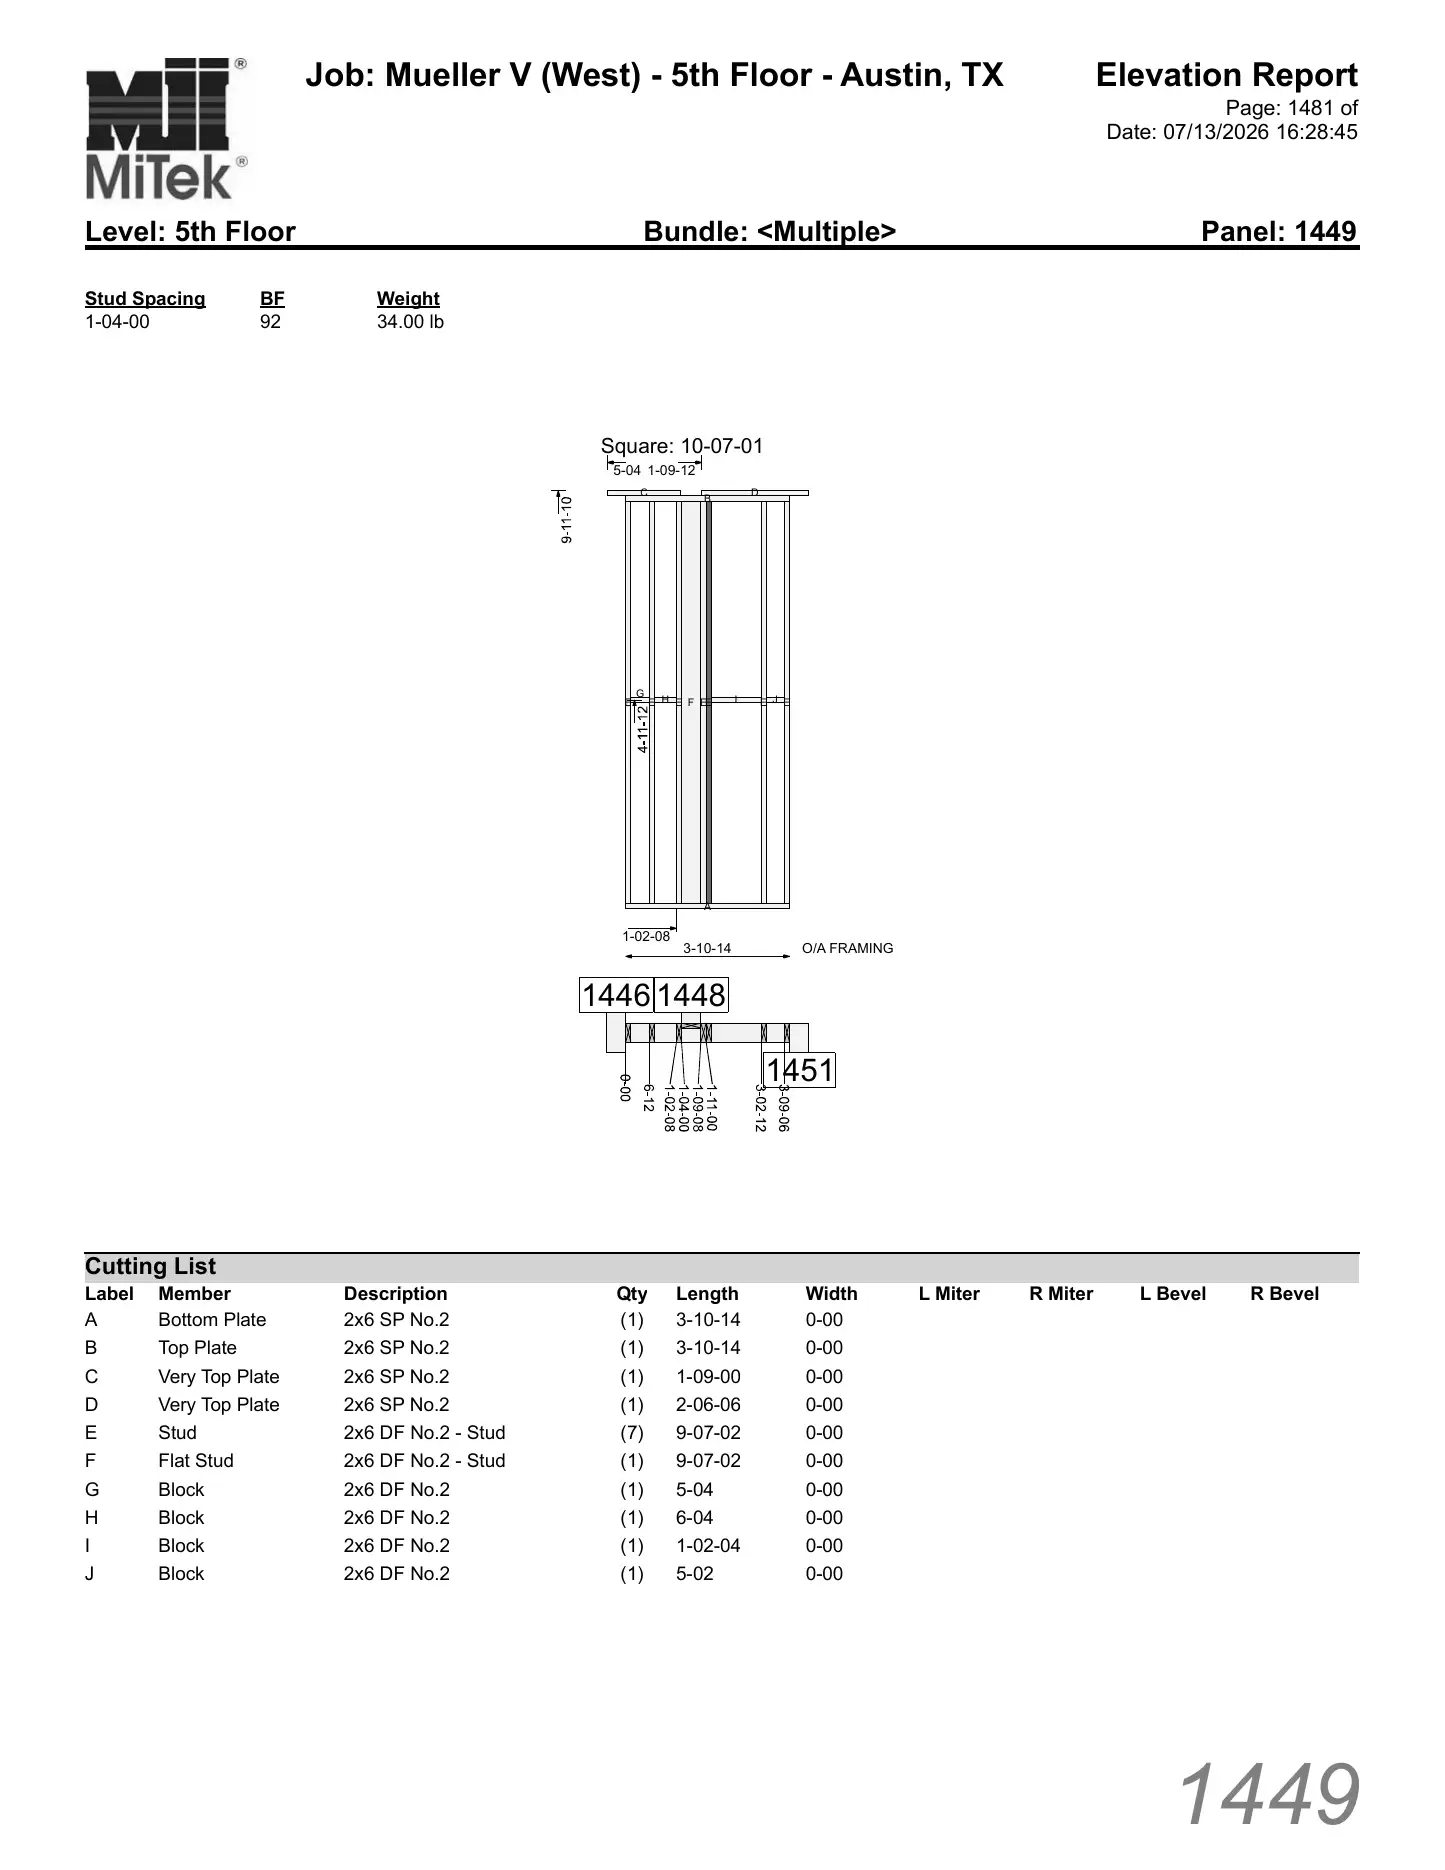 Job: Mueller V (West) - 5th Floor - Austin, TX
Elevation Report
Page: 1481 of
Date: 07/13/2026 16:28:45
MiTek®
Level: 5th Floor Bundle: <Multiple> Panel: 1449
Stud Spacing BF Weight
1-04-00 92 34.00 lb
Square: 10-07-01
5-04 1-09-12
C B D
9-11-10
G H F I J
4-11-12
A
1-02-08
3-10-14 O/A FRAMING
1446 1448
1451
0-00 6-12 1-02-08 1-04-00 1-09-08 1-11-00 3-02-12 3-09-06
Cutting List
Label Member Description Qty Length Width L Miter R Miter L Bevel R Bevel
A Bottom Plate 2x6 SP No.2 (1) 3-10-14 0-00
B Top Plate 2x6 SP No.2 (1) 3-10-14 0-00
C Very Top Plate 2x6 SP No.2 (1) 1-09-00 0-00
D Very Top Plate 2x6 SP No.2 (1) 2-06-06 0-00
E Stud 2x6 DF No.2 - Stud (7) 9-07-02 0-00
F Flat Stud 2x6 DF No.2 - Stud (1) 9-07-02 0-00
G Block 2x6 DF No.2 (1) 5-04 0-00
H Block 2x6 DF No.2 (1) 6-04 0-00
I Block 2x6 DF No.2 (1) 1-02-04 0-00
J Block 2x6 DF No.2 (1) 5-02 0-00
1449